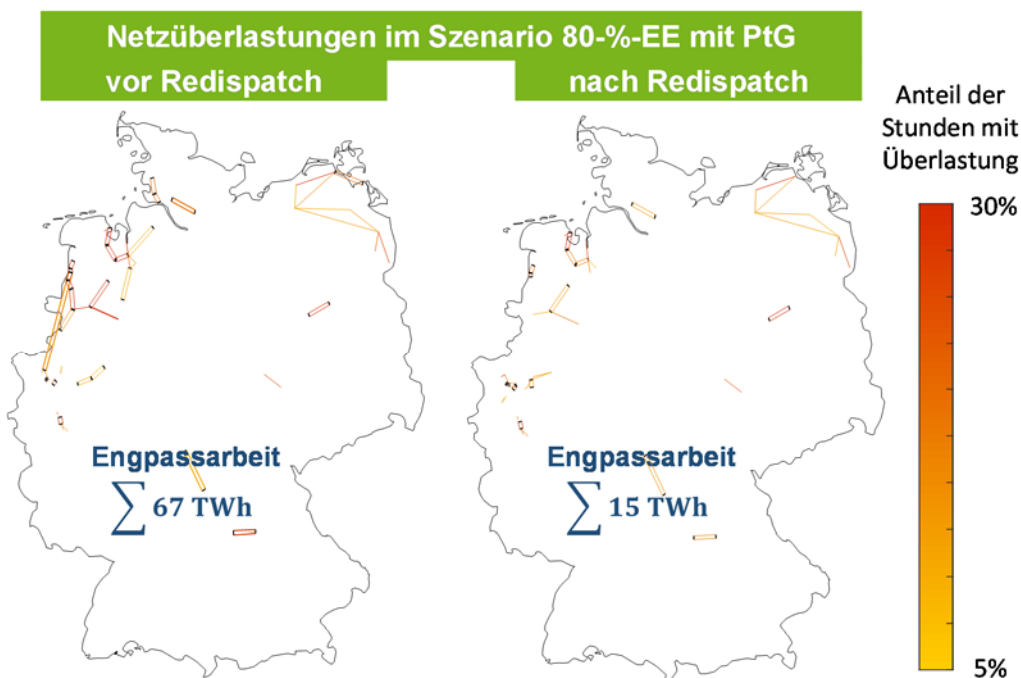 Netzüberlastungen im Szenario 80-%-EE mit PtG
vor Redispatch
nach Redispatch
Anteil der
Stunden mit
Überlastung
30%
Engpassarbeit
∑ 67 TWh
Engpassarbeit
∑ 15 TWh
5%